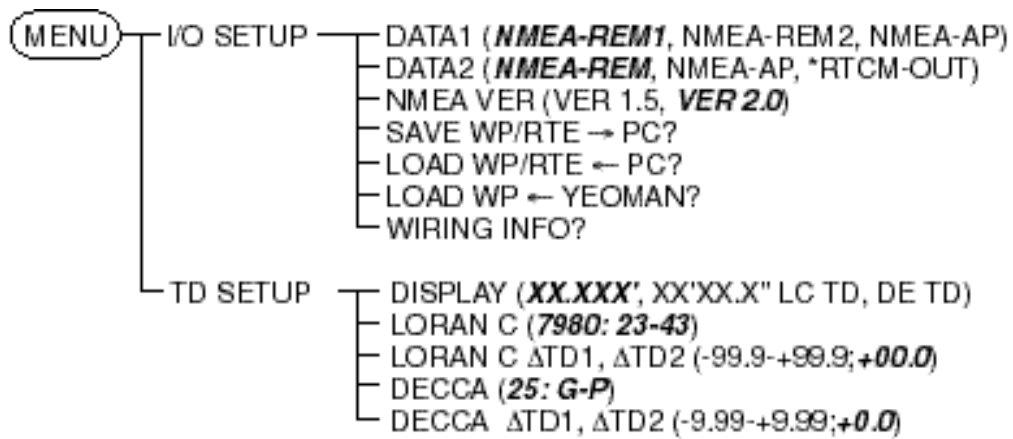 MENU I/O SETUP DATA1 (NMEA-REM1, NMEA-REM2, NMEA-AP)
DATA2 (NMEA-REM, NMEA-AP, *RTCM-OUT)
NMEA VER (VER 1.5, VER 2.0)
SAVE WP/RTE → PC?
LOAD WP/RTE ← PC?
LOAD WP ← YEOMAN?
WIRING INFO?
TD SETUP DISPLAY (XX.XXX', XX'XX.X" LC TD, DE TD)
LORAN C (7980: 23-43)
LORAN C ΔTD1, ΔTD2 (-99.9-+99.9;+00.0)
DECCA (25: G-P)
DECCA ΔTD1, ΔTD2 (-9.99-+9.99;+0.0)